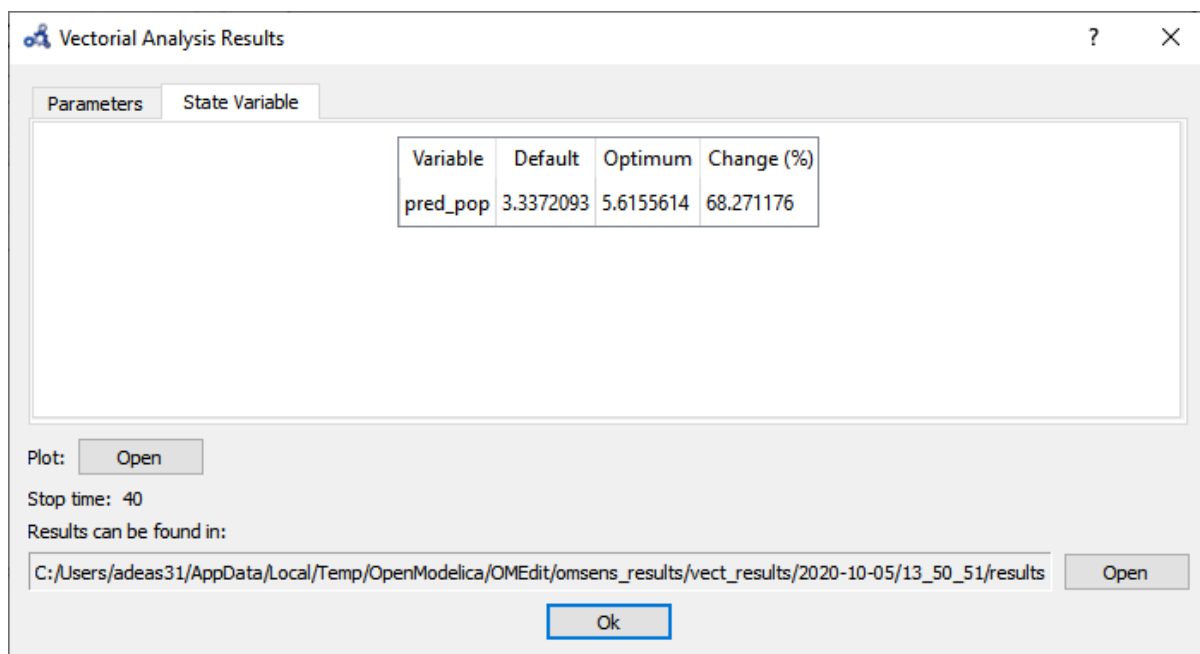 Vectorial Analysis Results ?
Parameters State Variable
Variable Default Optimum Change (%)
pred_pop 3.3372093 5.6155614 68.271176
Plot: Open
Stop time: 40
Results can be found in:
C:/Users/adeas31/AppData/Local/Temp/OpenModelica/OMEdit/omsens_results/vect_results/2020-10-05/13_50_51/results Open
Ok